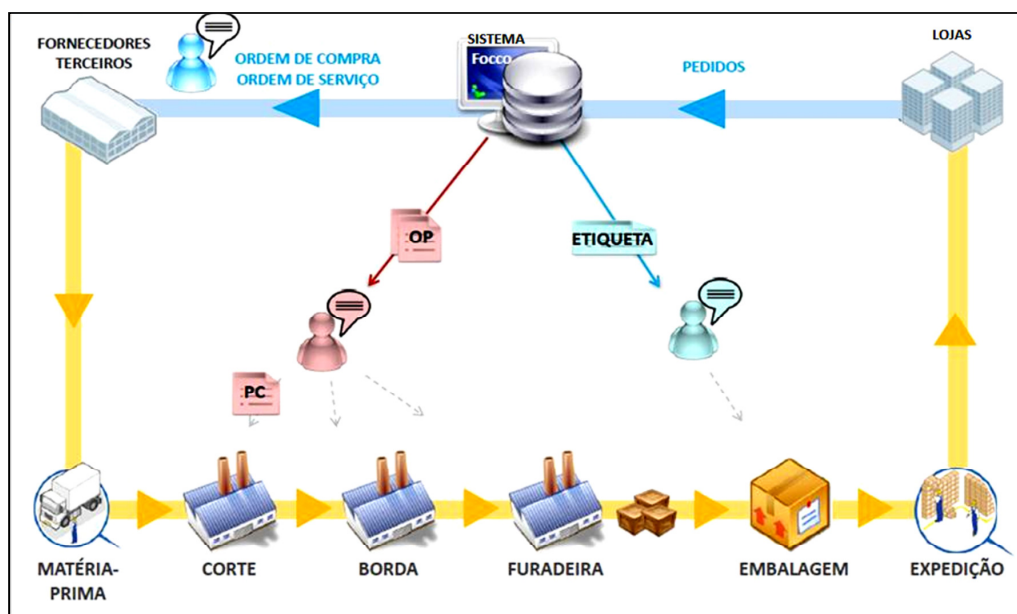 FORNECEDORES
TERCEIROS
ORDEM DE COMPRA
ORDEM DE SERVIÇO
SISTEMA
Focco
PEDIDOS
LOJAS
OP
ETIQUETA
PC
MATÉRIA-
PRIMA
CORTE
BORDA
FURADEIRA
EMBALAGEM
EXPEDIÇÃO